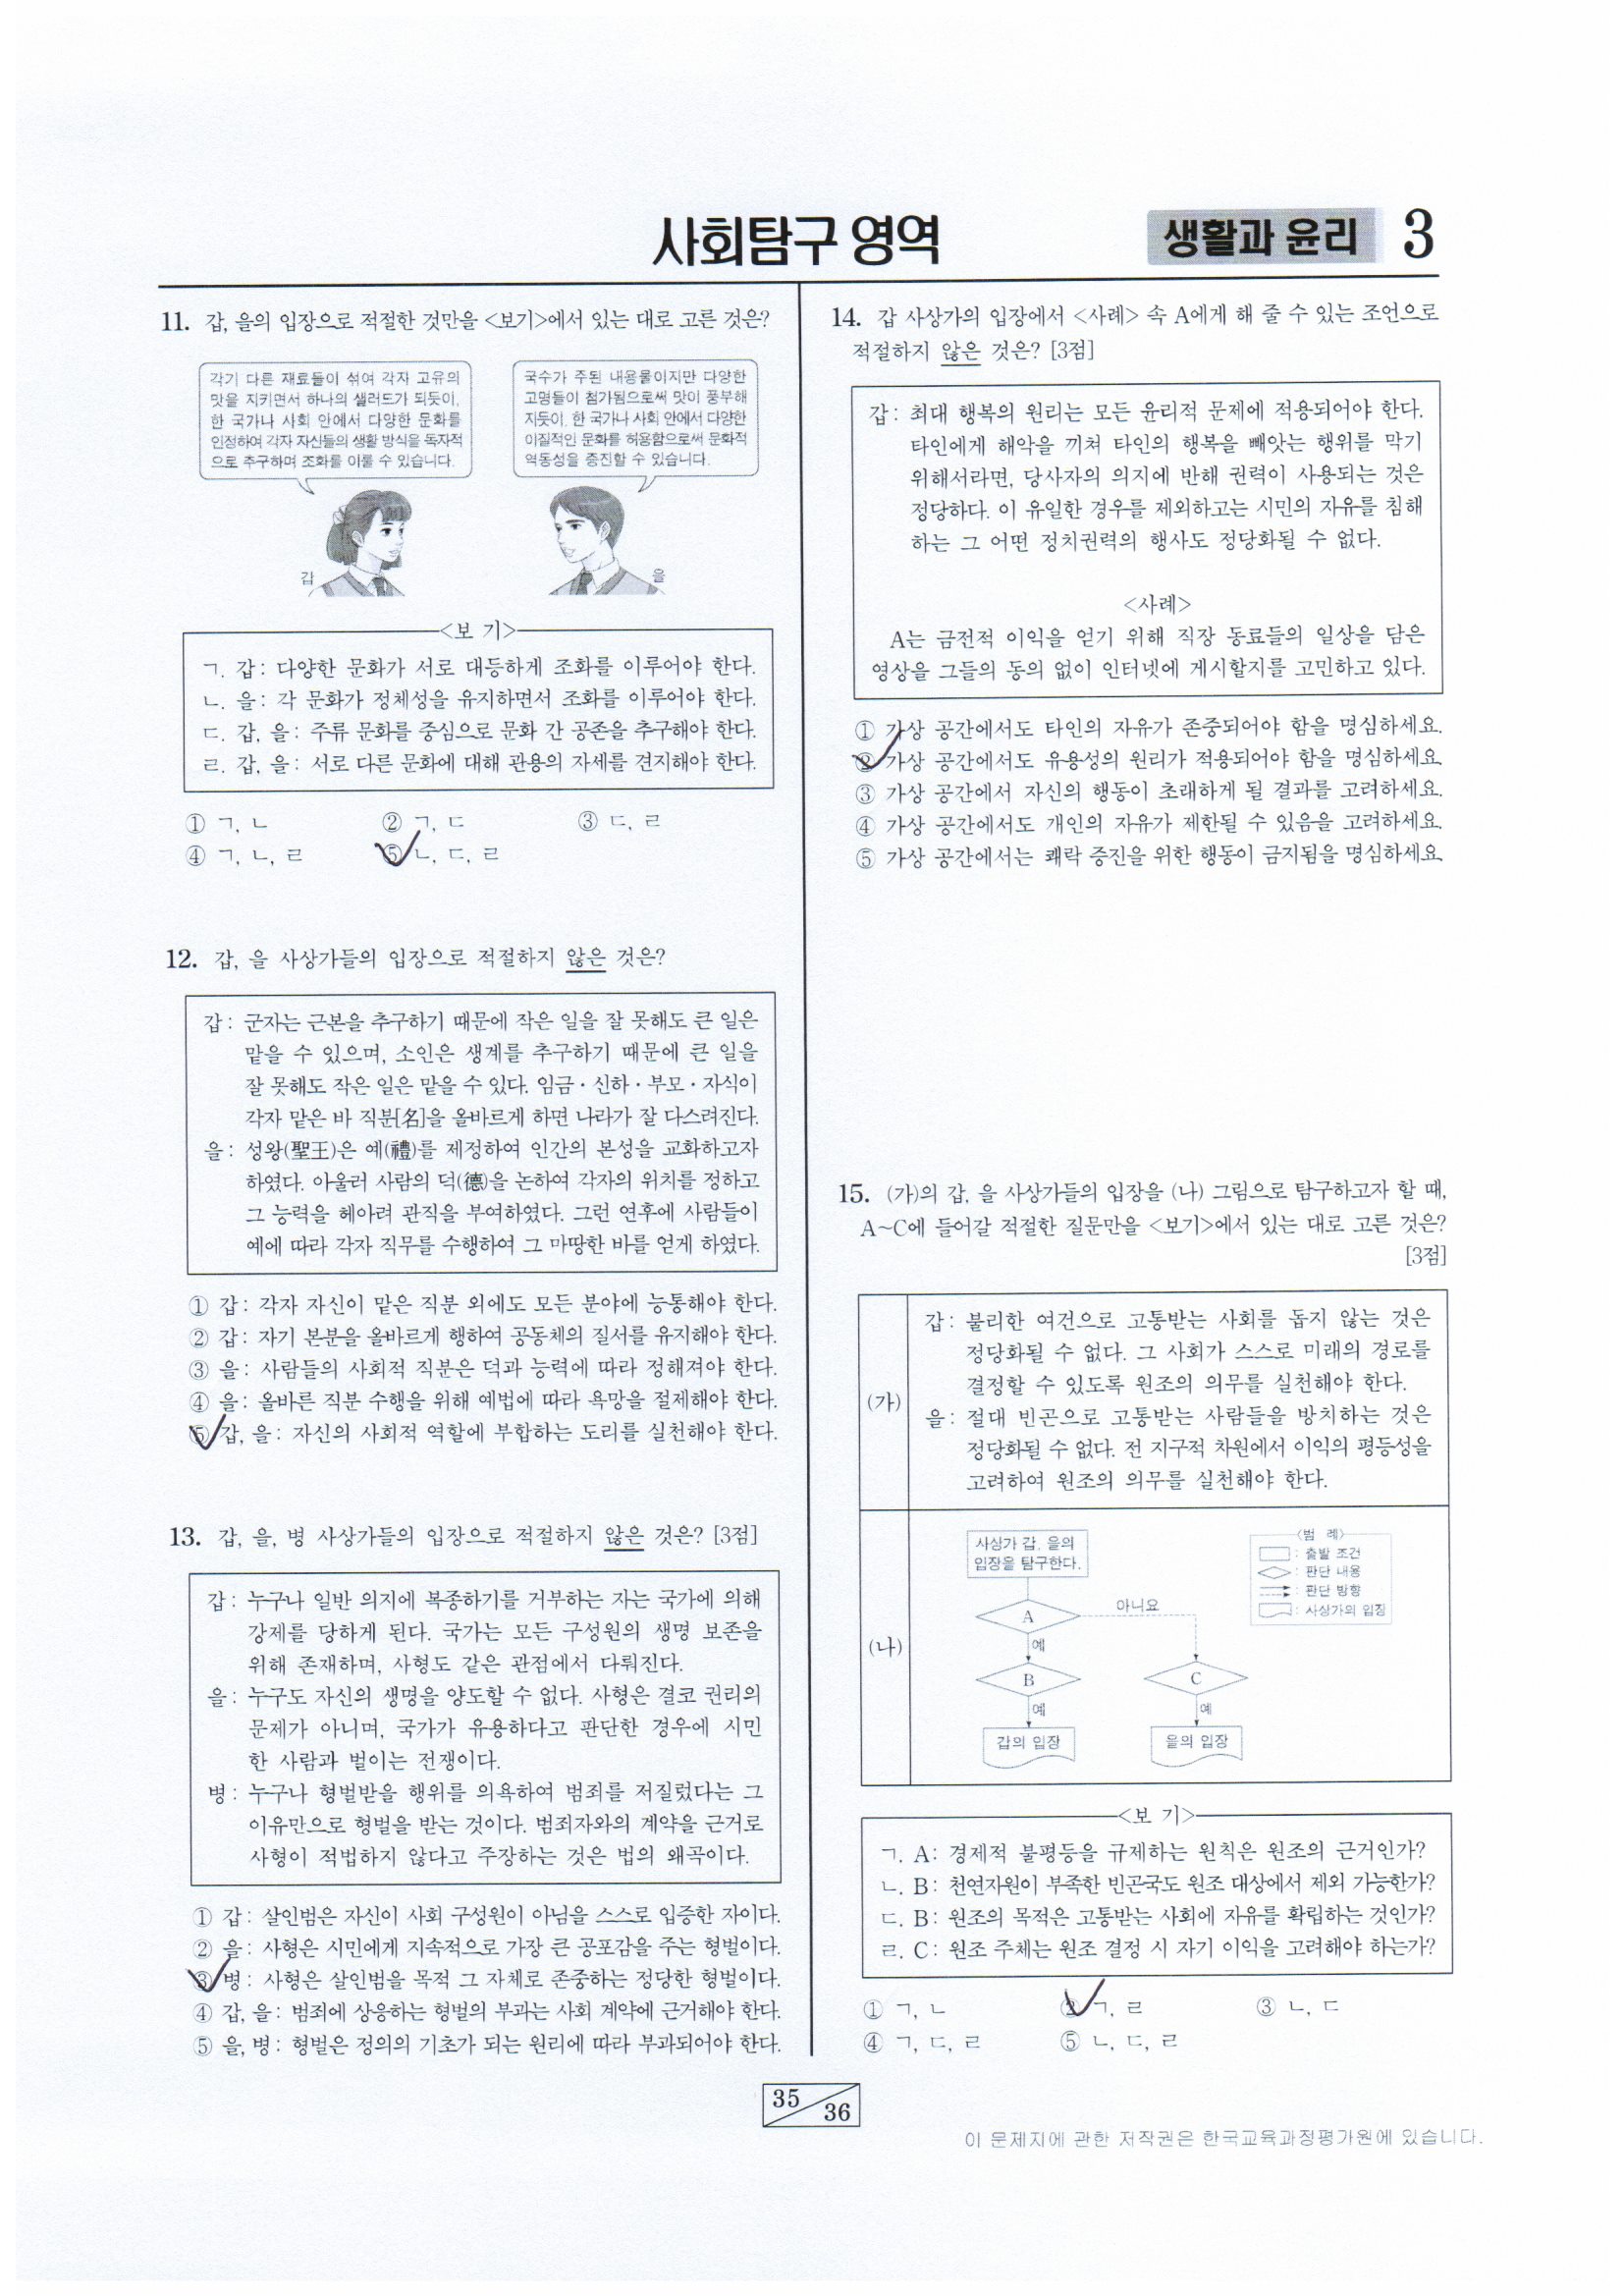 사회탐구 영역
생활과 윤리 3
11. 갑, 을의 입장으로 적절한 것만을 <보기>에서 있는 대로 고른 것은?
각기 다른 재료들이 섞여 각자 고유의
맛을 지키면서 하나의 샐러드가 되듯이,
한 국가나 사회 안에서 다양한 문화를
인정하여 각자 자신들의 생활 방식을 독자적
으로 추구하며 조화를 이룰 수 있습니다.
국수가 주된 내용물이지만 다양한
고명들이 첨가됨으로써 맛이 풍부해
지듯이, 한 국가나 사회 안에서 다양한
이질적인 문화를 허용함으로써 문화적
역동성을 증진할 수 있습니다.
갑
을
<보 기>
ㄱ. 갑: 다양한 문화가 서로 대등하게 조화를 이루어야 한다.
ㄴ. 을: 각 문화가 정체성을 유지하면서 조화를 이루어야 한다.
ㄷ. 갑, 을: 주류 문화를 중심으로 문화 간 공존을 추구해야 한다.
ㄹ. 갑, 을: 서로 다른 문화에 대해 관용의 자세를 견지해야 한다.
① ㄱ, ㄴ ② ㄱ, ㄷ ③ ㄷ, ㄹ
④ ㄱ, ㄴ, ㄹ ⑤ ㄴ, ㄷ, ㄹ
12. 갑, 을 사상가들의 입장으로 적절하지 않은 것은?
갑: 군자는 근본을 추구하기 때문에 작은 일을 잘 못해도 큰 일은
맡을 수 있으며, 소인은 생계를 추구하기 때문에 큰 일을
잘 못해도 작은 일은 맡을 수 있다. 임금·신하·부모·자식이
각자 맡은 바 직분[名]을 올바르게 하면 나라가 잘 다스려진다.
을: 성왕(聖王)은 예(禮)를 제정하여 인간의 본성을 교화하고자
하였다. 아울러 사람의 덕(德)을 논하여 각자의 위치를 정하고
그 능력을 헤아려 관직을 부여하였다. 그런 연후에 사람들이
예에 따라 각자 직무를 수행하여 그 마땅한 바를 얻게 하였다.
① 갑: 각자 자신이 맡은 직분 외에도 모든 분야에 능통해야 한다.
② 갑: 자기 본분을 올바르게 행하여 공동체의 질서를 유지해야 한다.
③ 을: 사람들의 사회적 직분은 덕과 능력에 따라 정해져야 한다.
④ 을: 올바른 직분 수행을 위해 예법에 따라 욕망을 절제해야 한다.
⑤ 갑, 을: 자신의 사회적 역할에 부합하는 도리를 실천해야 한다.
13. 갑, 을, 병 사상가들의 입장으로 적절하지 않은 것은? [3점]
갑: 누구나 일반 의지에 복종하기를 거부하는 자는 국가에 의해
강제를 당하게 된다. 국가는 모든 구성원의 생명 보존을
위해 존재하며, 사형도 같은 관점에서 다뤄진다.
을: 누구도 자신의 생명을 양도할 수 없다. 사형은 결코 권리의
문제가 아니며, 국가가 유용하다고 판단한 경우에 시민
한 사람과 벌이는 전쟁이다.
병: 누구나 형벌받을 행위를 의욕하여 범죄를 저질렀다는 그
이유만으로 형벌을 받는 것이다. 범죄자와의 계약을 근거로
사형이 적법하지 않다고 주장하는 것은 법의 왜곡이다.
① 갑: 살인범은 자신이 사회 구성원이 아님을 스스로 입증한 자이다.
② 을: 사형은 시민에게 지속적으로 가장 큰 공포감을 주는 형벌이다.
③ 병: 사형은 살인범을 목적 그 자체로 존중하는 정당한 형벌이다.
④ 갑, 을: 범죄에 상응하는 형벌의 부과는 사회 계약에 근거해야 한다.
⑤ 을, 병: 형벌은 정의의 기초가 되는 원리에 따라 부과되어야 한다.
14. 갑 사상가의 입장에서 <사례> 속 A에게 해 줄 수 있는 조언으로
적절하지 않은 것은? [3점]
갑: 최대 행복의 원리는 모든 윤리적 문제에 적용되어야 한다.
타인에게 해악을 끼쳐 타인의 행복을 빼앗는 행위를 막기
위해서라면, 당사자의 의지에 반해 권력이 사용되는 것은
정당하다. 이 유일한 경우를 제외하고는 시민의 자유를 침해
하는 그 어떤 정치권력의 행사도 정당화될 수 없다.
<사례>
A는 금전적 이익을 얻기 위해 직장 동료들의 일상을 담은
영상을 그들의 동의 없이 인터넷에 게시할지를 고민하고 있다.
① 가상 공간에서도 타인의 자유가 존중되어야 함을 명심하세요.
② 가상 공간에서도 유용성의 원리가 적용되어야 함을 명심하세요.
③ 가상 공간에서 자신의 행동이 초래하게 될 결과를 고려하세요.
④ 가상 공간에서도 개인의 자유가 제한될 수 있음을 고려하세요.
⑤ 가상 공간에서는 쾌락 증진을 위한 행동이 금지됨을 명심하세요.
15. (가)의 갑, 을 사상가들의 입장을 (나) 그림으로 탐구하고자 할 때,
A~C에 들어갈 적절한 질문만을 <보기>에서 있는 대로 고른 것은?
[3점]
(가)
갑: 불리한 여건으로 고통받는 사회를 돕지 않는 것은
정당화될 수 없다. 그 사회가 스스로 미래의 경로를
결정할 수 있도록 원조의 의무를 실천해야 한다.
을: 절대 빈곤으로 고통받는 사람들을 방치하는 것은
정당화될 수 없다. 전 지구적 차원에서 이익의 평등성을
고려하여 원조의 의무를 실천해야 한다.
(나)
사상가 갑, 을의
입장을 탐구한다.
<범 례>
: 출발 조건
: 판단 내용
: 판단 방향
: 사상가의 입장
A
아니요
예
B
C
예
예
갑의 입장
을의 입장
<보 기>
ㄱ. A: 경제적 불평등을 규제하는 원칙은 원조의 근거인가?
ㄴ. B: 천연자원이 부족한 빈곤국도 원조 대상에서 제외 가능한가?
ㄷ. B: 원조의 목적은 고통받는 사회에 자유를 확립하는 것인가?
ㄹ. C: 원조 주체는 원조 결정 시 자기 이익을 고려해야 하는가?
① ㄱ, ㄴ ② ㄱ, ㄹ ③ ㄴ, ㄷ
④ ㄱ, ㄷ, ㄹ ⑤ ㄴ, ㄷ, ㄹ
35
36
이 문제지에 관한 저작권은 한국교육과정평가원에 있습니다.